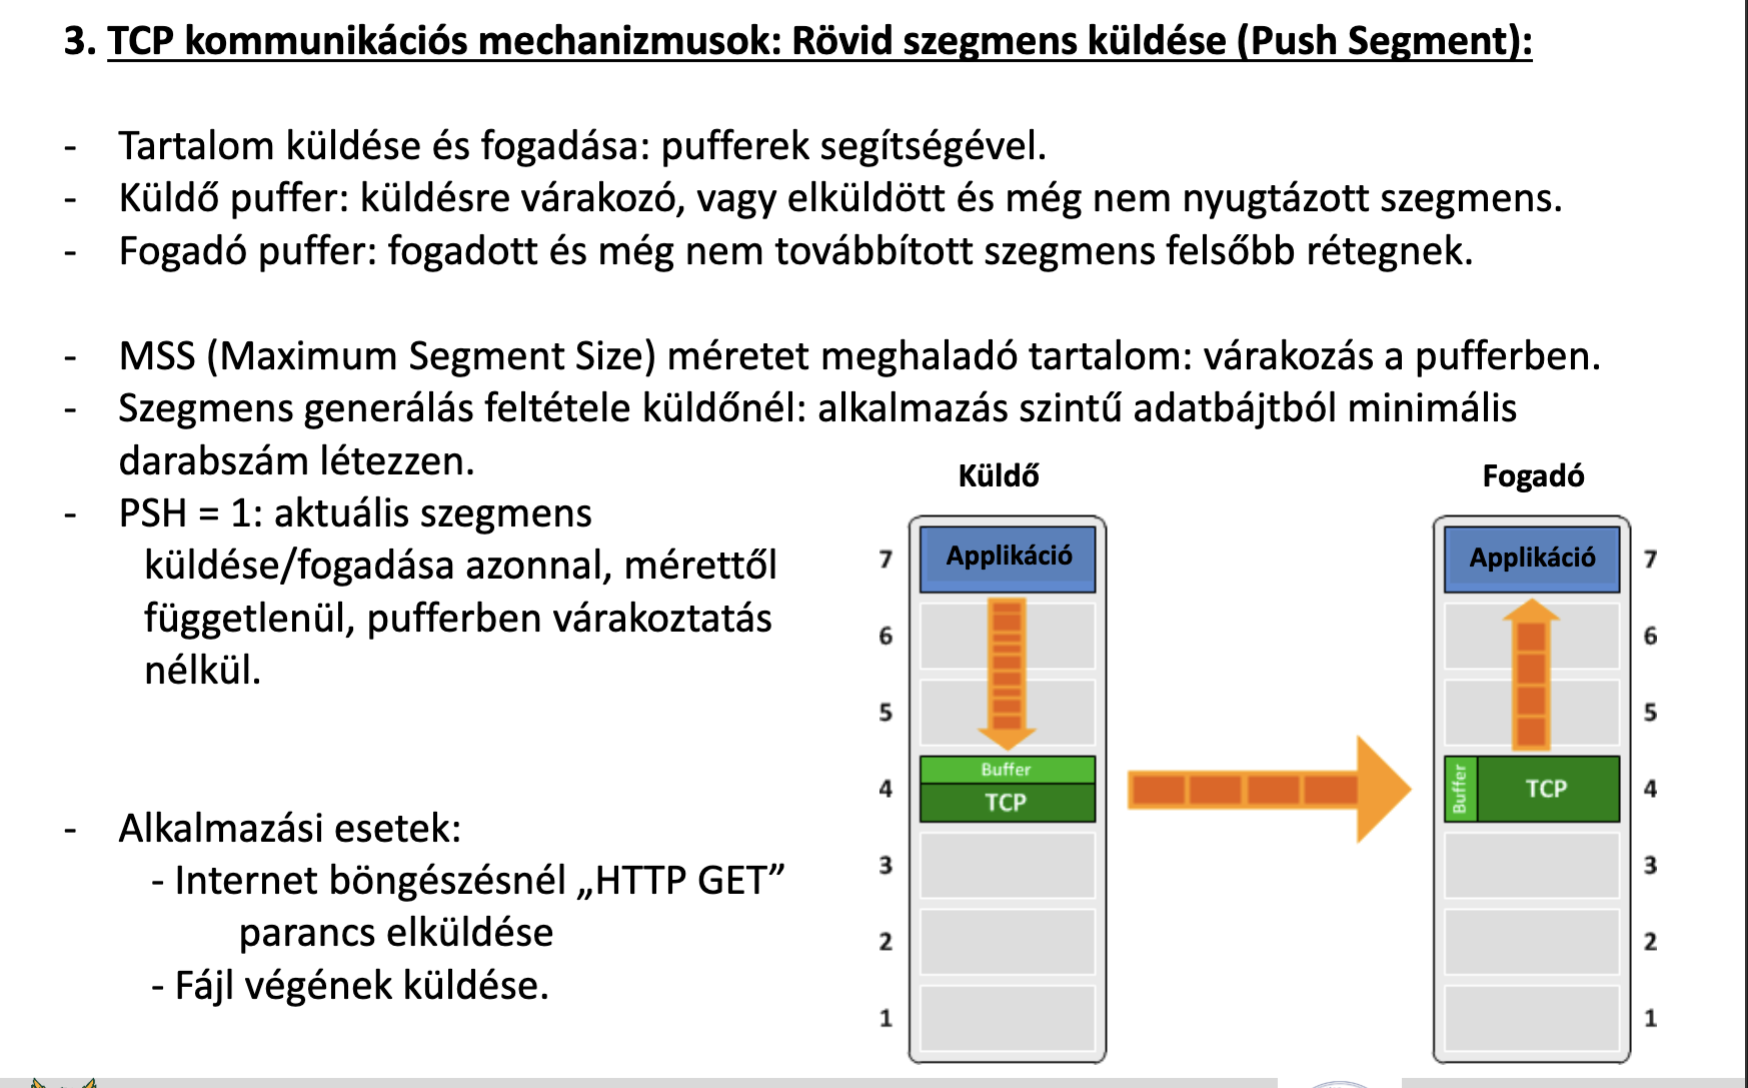 3. TCP kommunikációs mechanizmusok: Rövid szegmens küldése (Push Segment):
- Tartalom küldése és fogadása: pufferek segítségével.
- Küldő puffer: küldésre várakozó, vagy elküldött és még nem nyugtázott szegmens.
- Fogadó puffer: fogadott és még nem továbbított szegmens felsőbb rétegnek.
- MSS (Maximum Segment Size) méretet meghaladó tartalom: várakozás a pufferben.
- Szegmens generálás feltétele küldőnél: alkalmazás szintű adatbájtból minimális
darabszám létezzen.
- PSH = 1: aktuális szegmens
küldése/fogadása azonnal, mérettől
függetlenül, pufferben várakoztatás
nélkül.
- Alkalmazási esetek:
- Internet böngészésnél „HTTP GET”
parancs elküldése
- Fájl végének küldése.
Küldő
7 Applikáció
6
5
Buffer
4 TCP
3
2
1
Fogadó
Applikáció 7
6
5
Buffer TCP 4
3
2
1